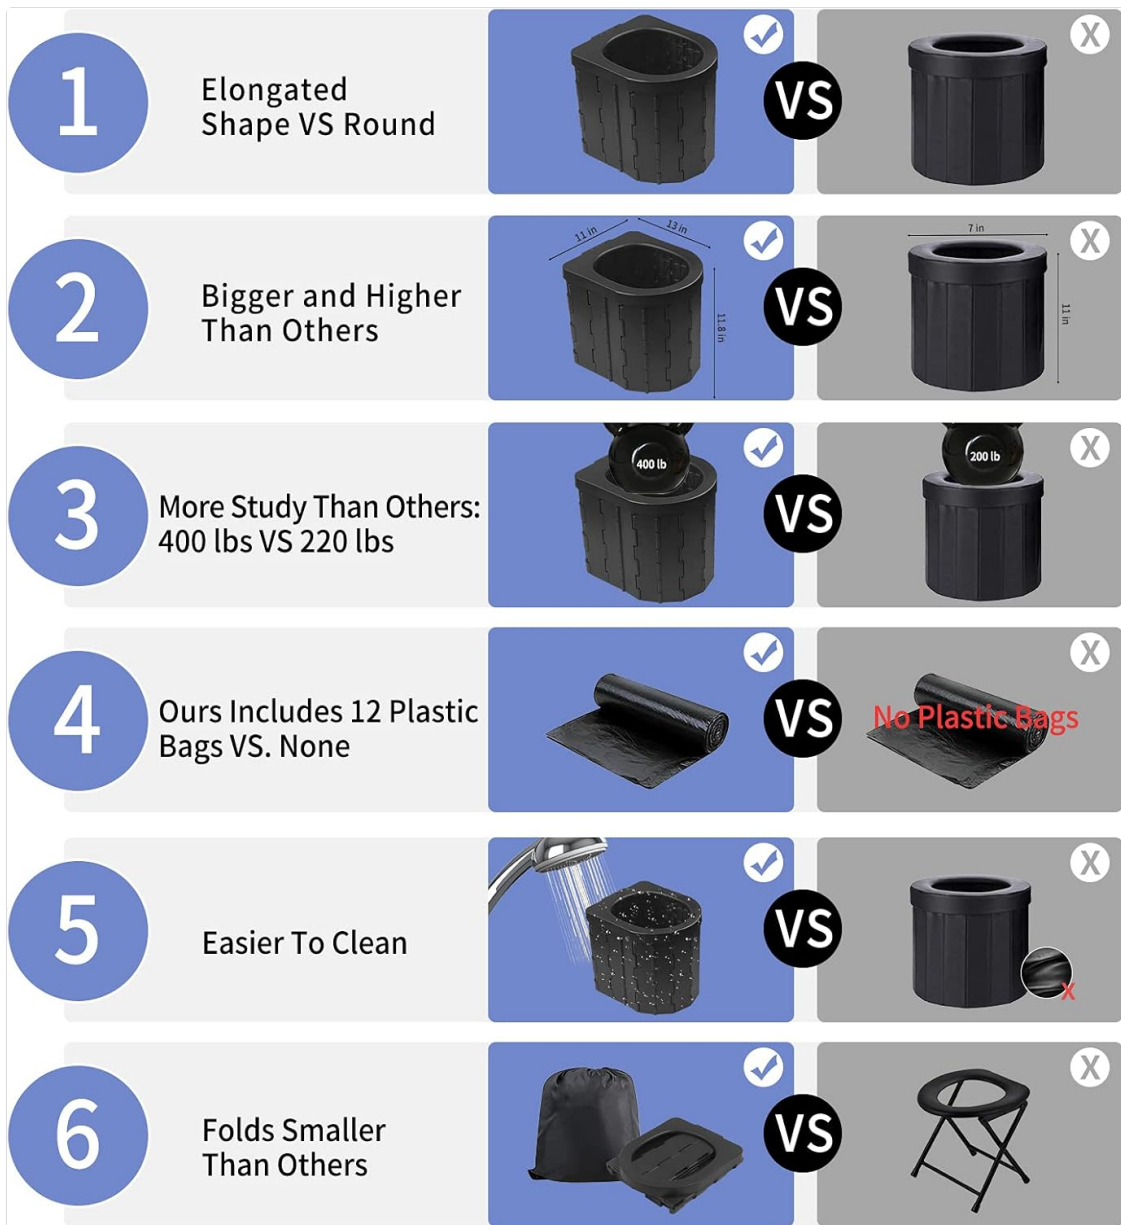 1
Elongated
Shape VS Round
VS
X
2
Bigger and Higher
Than Others
11 in
13 in
11.8 in
VS
7 in
11 in
X
3
More Study Than Others:
400 lbs VS 220 lbs
400 lb
VS
200 lb
X
4
Ours Includes 12 Plastic
Bags VS. None
VS
No Plastic Bags
X
5
Easier To Clean
VS
X
X
6
Folds Smaller
Than Others
VS
X